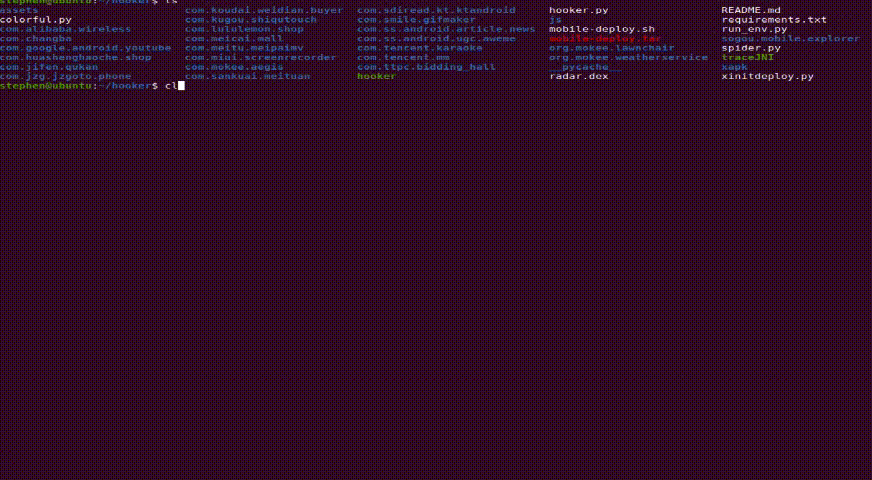 stephen@ubuntu:~/hooker$ ls
assets com.koudai.weidian.buyer com.sdiread.kt.ktandroid hooker.py README.md
colorful.py com.kugou.shiqutouch com.smile.gifmaker js requirements.txt
com.alibaba.wireless com.lululemon.shop com.ss.android.article.news mobile-deploy.sh run_env.py
com.changba com.meicai.mall com.ss.android.ugc.aweme mobile-deploy.tar sogou.mobile.explorer
com.google.android.youtube com.meitu.meipaimv com.tencent.karaoke org.mokee.lawnchair spider.py
com.huashenghaoche.shop com.miui.screenrecorder com.tencent.mm org.mokee.weatherservice traceJNI
com.jifen.qukan com.mokee.aegis com.ttpc.bidding_hall __pycache__ xapk
com.jzg.jzgoto.phone com.sankuai.meituan hooker radar.dex xinitdeploy.py
stephen@ubuntu:~/hooker$ cl